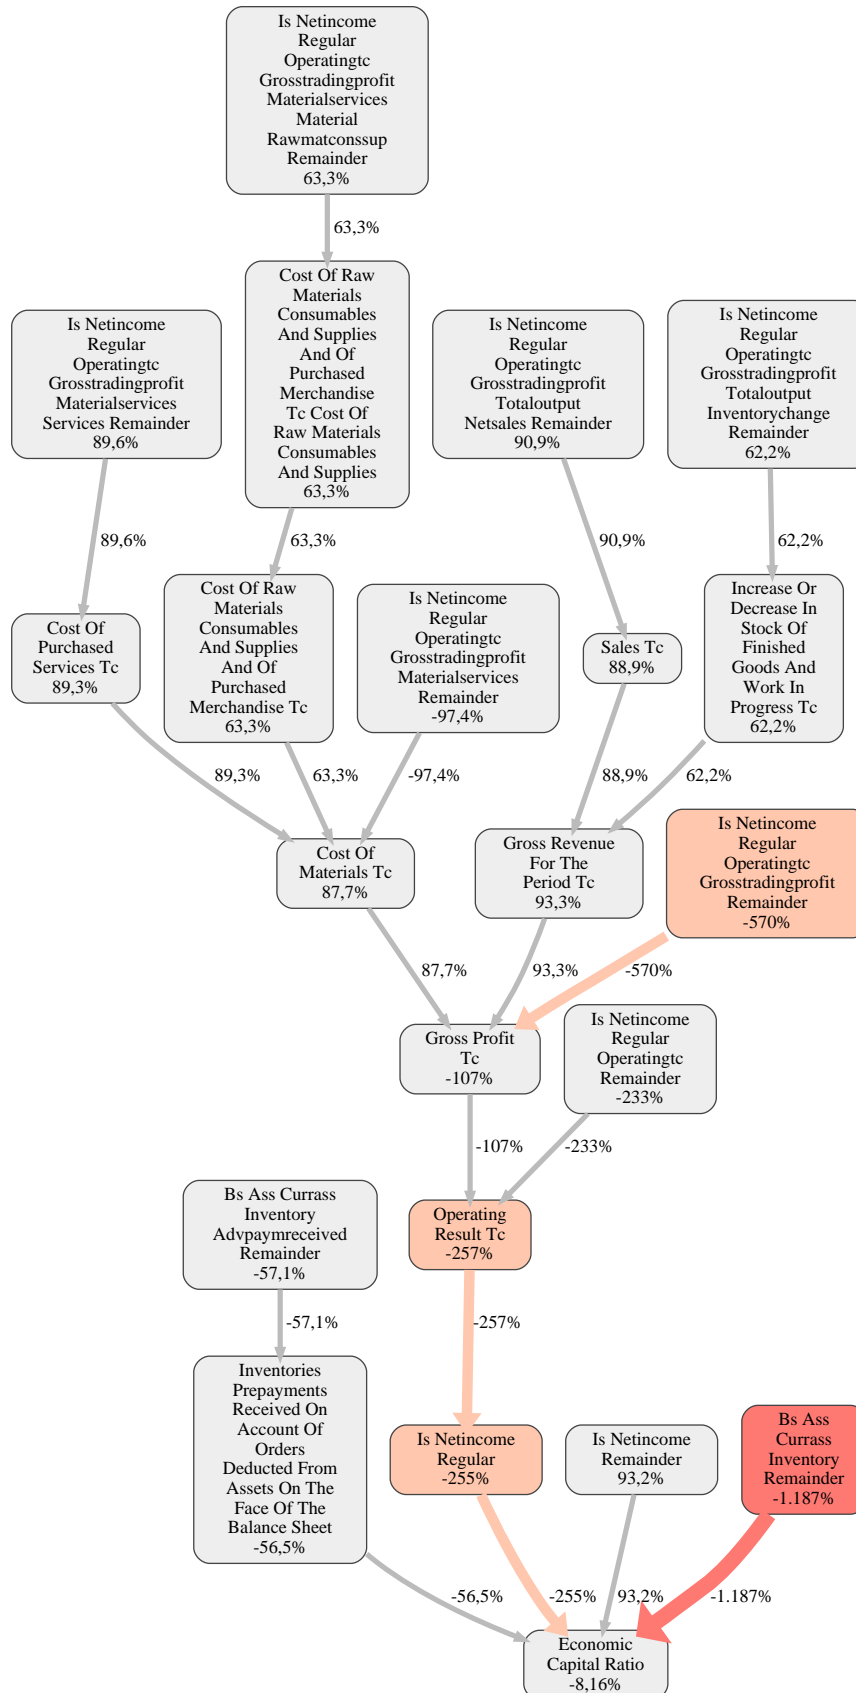 Is Netincome
Regular
Operatingtc
Grosstradingprofit
Materialservices
Material
Rawmatconssup
Remainder
63,3%
63,3%
Cost Of Raw
Materials
Consumables
And Supplies
And Of
Purchased
Merchandise
Tc Cost Of
Raw Materials
Consumables
And Supplies
63,3%
Is Netincome
Regular
Operatingtc
Grosstradingprofit
Materialservices
Services Remainder
89,6%
Is Netincome
Regular
Operatingtc
Grosstradingprofit
Totaloutput
Netsales Remainder
90,9%
Is Netincome
Regular
Operatingtc
Grosstradingprofit
Totaloutput
Inventorychange
Remainder
62,2%
89,6%
63,3%
90,9%
62,2%
Cost Of
Purchased
Services Tc
89,3%
Cost Of Raw
Materials
Consumables
And Supplies
And Of
Purchased
Merchandise Tc
63,3%
Is Netincome
Regular
Operatingtc
Grosstradingprofit
Materialservices
Remainder
-97,4%
Sales Tc
88,9%
Increase Or
Decrease In
Stock Of
Finished
Goods And
Work In
Progress Tc
62,2%
89,3%
63,3%
-97,4%
88,9%
62,2%
Cost Of
Materials Tc
87,7%
Gross Revenue
For The
Period Tc
93,3%
Is Netincome
Regular
Operatingtc
Grosstradingprofit
Remainder
-570%
87,7%
93,3%
-570%
Gross Profit
Tc
-107%
Is Netincome
Regular
Operatingtc
Remainder
-233%
-107%
-233%
Bs Ass Currass
Inventory
Advpaymreceived
Remainder
-57,1%
Operating
Result Tc
-257%
-57,1%
-257%
Inventories
Prepayments
Received On
Account Of
Orders
Deducted From
Assets On The
Face Of The
Balance Sheet
-56,5%
Is Netincome
Regular
-255%
Is Netincome
Remainder
93,2%
Bs Ass
Currass
Inventory
Remainder
-1.187%
-56,5%
-255%
93,2%
-1.187%
Economic
Capital Ratio
-8,16%